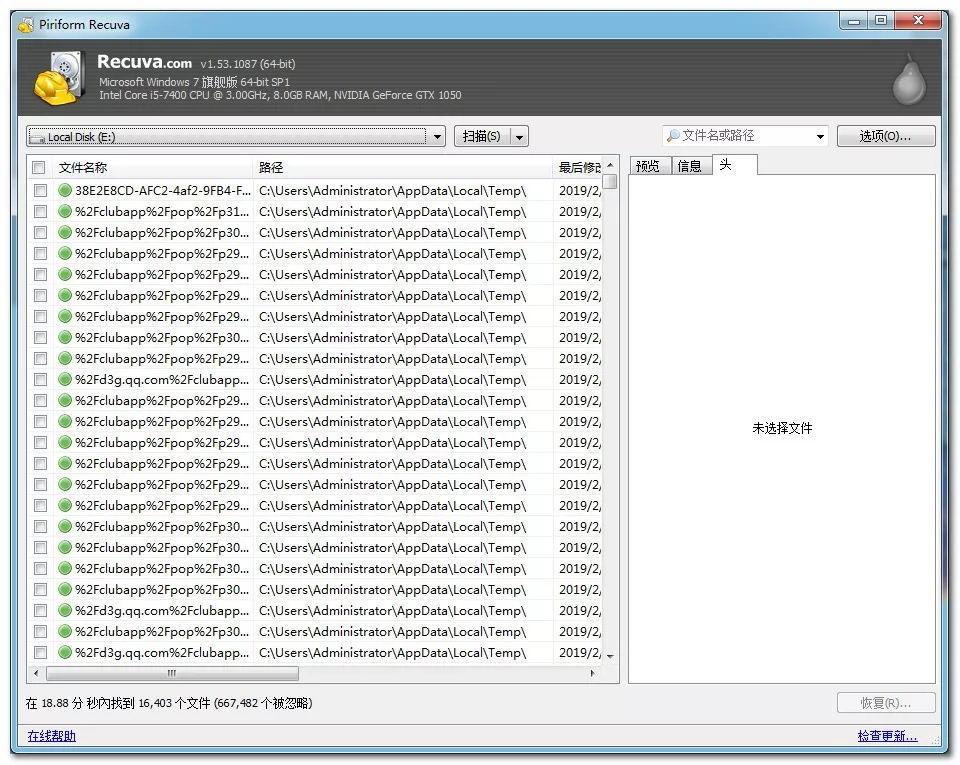 Piriform Recuva
Recuva.com v1.53.1087 (64-bit)
Microsoft Windows 7 旗舰版 64-bit SP1
Intel Core i5-7400 CPU @ 3.00GHz, 8.0GB RAM, NVIDIA GeForce GTX 1050
Local Disk (E:) 扫描(S) 文件名或路径 选项(O)...
文件名称 路径 最后修改 预览 信息 头
38E2E8CD-AFC2-4af2-9FB4-F... C:\Users\Administrator\AppData\Local\Temp\ 2019/2/
%2Fclubapp%2Fpop%2Fp31... C:\Users\Administrator\AppData\Local\Temp\ 2019/2/
%2Fclubapp%2Fpop%2Fp30... C:\Users\Administrator\AppData\Local\Temp\ 2019/2/
%2Fclubapp%2Fpop%2Fp29... C:\Users\Administrator\AppData\Local\Temp\ 2019/2/
%2Fclubapp%2Fpop%2Fp29... C:\Users\Administrator\AppData\Local\Temp\ 2019/2/
%2Fclubapp%2Fpop%2Fp29... C:\Users\Administrator\AppData\Local\Temp\ 2019/2/
%2Fclubapp%2Fpop%2Fp29... C:\Users\Administrator\AppData\Local\Temp\ 2019/2/
%2Fclubapp%2Fpop%2Fp30... C:\Users\Administrator\AppData\Local\Temp\ 2019/2/
%2Fclubapp%2Fpop%2Fp29... C:\Users\Administrator\AppData\Local\Temp\ 2019/2/
%2Fd3g.qq.com%2Fclubapp... C:\Users\Administrator\AppData\Local\Temp\ 2019/2/
%2Fclubapp%2Fpop%2Fp29... C:\Users\Administrator\AppData\Local\Temp\ 2019/2/
%2Fclubapp%2Fpop%2Fp29... C:\Users\Administrator\AppData\Local\Temp\ 2019/2/
%2Fclubapp%2Fpop%2Fp29... C:\Users\Administrator\AppData\Local\Temp\ 2019/2/
%2Fclubapp%2Fpop%2Fp29... C:\Users\Administrator\AppData\Local\Temp\ 2019/2/
%2Fclubapp%2Fpop%2Fp29... C:\Users\Administrator\AppData\Local\Temp\ 2019/2/
%2Fclubapp%2Fpop%2Fp29... C:\Users\Administrator\AppData\Local\Temp\ 2019/2/
%2Fclubapp%2Fpop%2Fp30... C:\Users\Administrator\AppData\Local\Temp\ 2019/2/
%2Fclubapp%2Fpop%2Fp30... C:\Users\Administrator\AppData\Local\Temp\ 2019/2/
%2Fclubapp%2Fpop%2Fp30... C:\Users\Administrator\AppData\Local\Temp\ 2019/2/
%2Fclubapp%2Fpop%2Fp30... C:\Users\Administrator\AppData\Local\Temp\ 2019/2/
%2Fd3g.qq.com%2Fclubapp... C:\Users\Administrator\AppData\Local\Temp\ 2019/2/
%2Fclubapp%2Fpop%2Fp30... C:\Users\Administrator\AppData\Local\Temp\ 2019/2/
%2Fd3g.qq.com%2Fclubapp... C:\Users\Administrator\AppData\Local\Temp\ 2019/2/
未选择文件
在 18.88 分 秒内找到 16,403 个文件 (667,482 个被忽略) 恢复(R)...
在线帮助 检查更新...